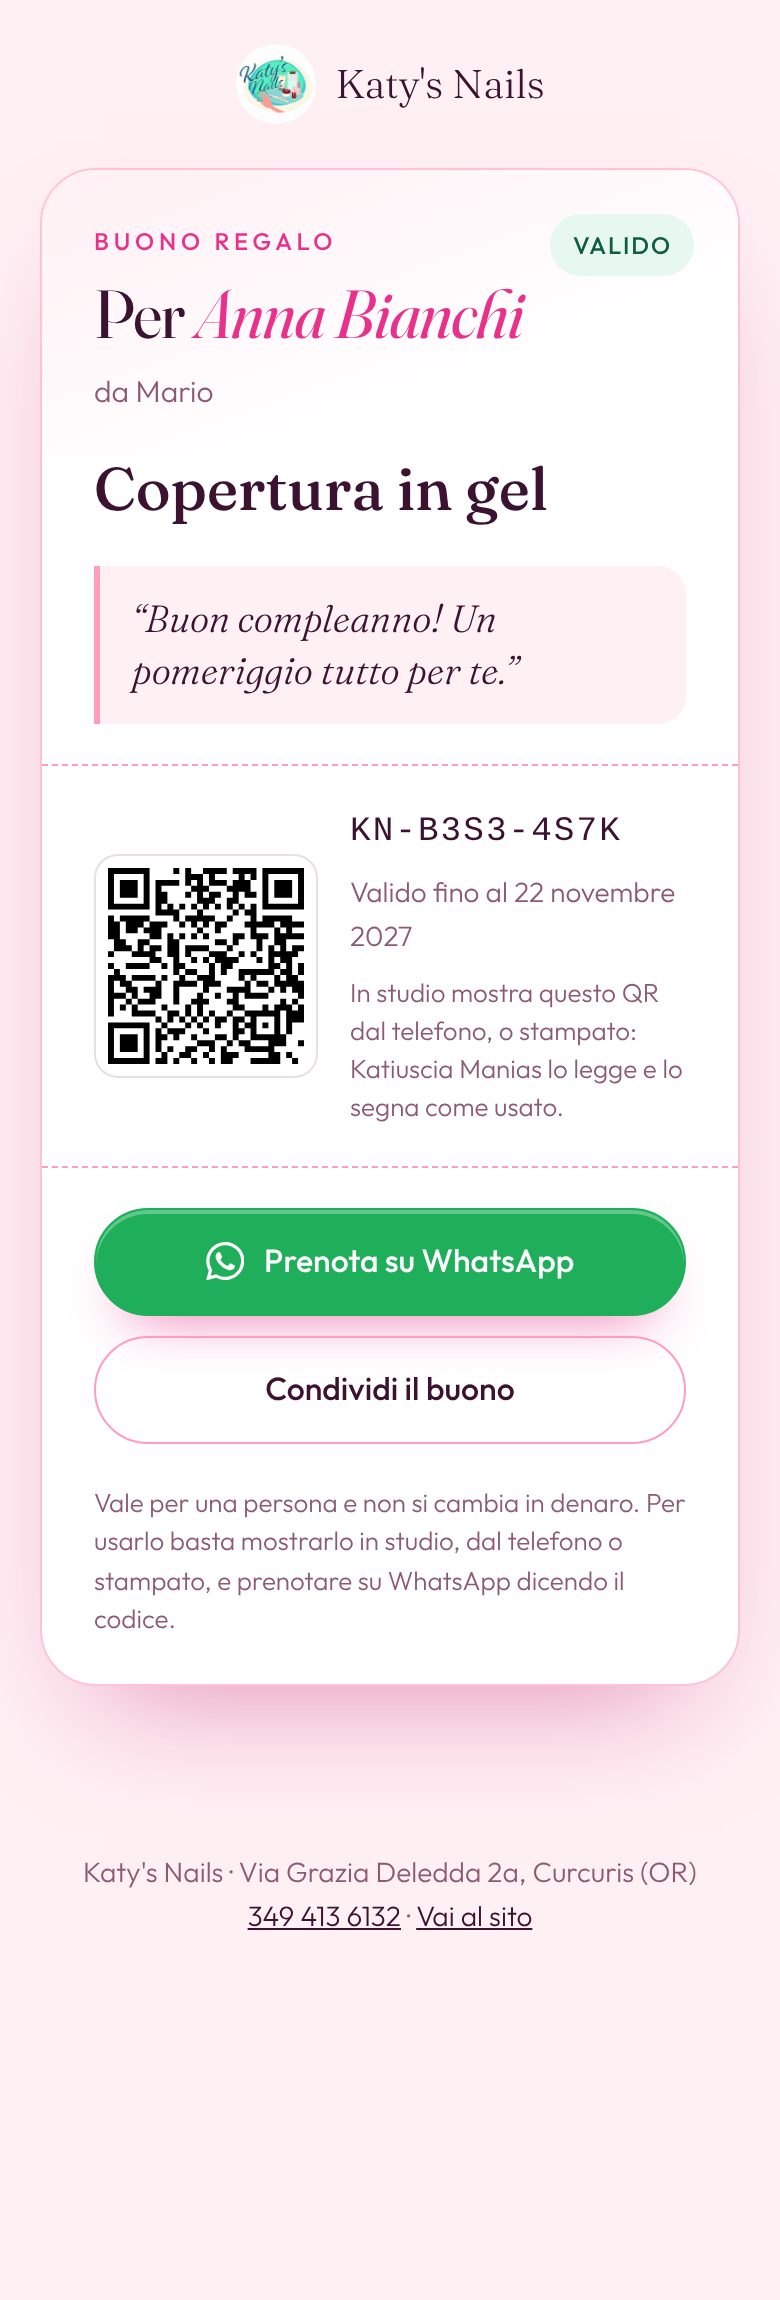 Katy's Nails
Katy's Nails
BUONO REGALO
VALIDO
Per Anna Bianchi
da Mario
Copertura in gel
“Buon compleanno! Un
pomeriggio tutto per te.”
KN-B3S3-4S7K
Valido fino al 22 novembre
2027
In studio mostra questo QR
dal telefono, o stampato:
Katiuscia Manias lo legge e lo
segna come usato.
Prenota su WhatsApp
Condividi il buono
Vale per una persona e non si cambia in denaro. Per
usarlo basta mostrarlo in studio, dal telefono o
stampato, e prenotare su WhatsApp dicendo il
codice.
Katy's Nails · Via Grazia Deledda 2a, Curcuris (OR)
349 413 6132 · Vai al sito